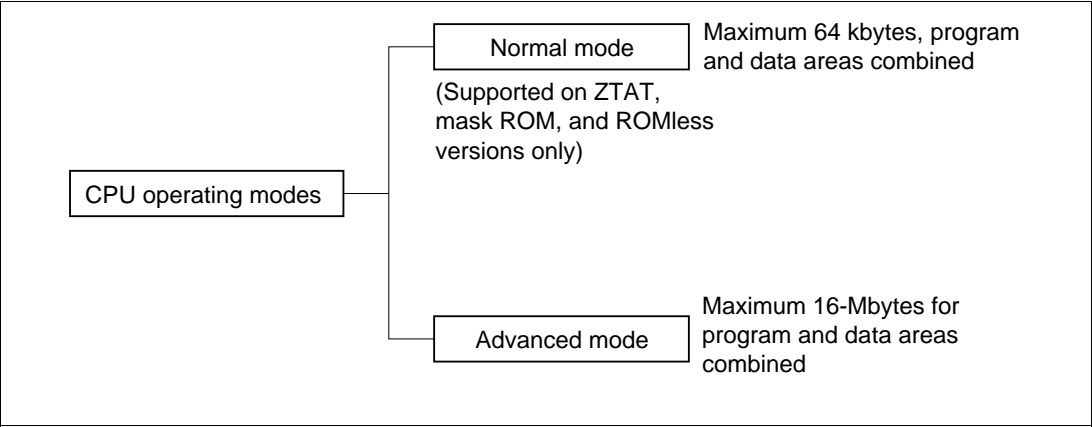 Normal mode
Maximum 64 kbytes, program
and data areas combined
(Supported on ZTAT,
mask ROM, and ROMless
versions only)
CPU operating modes
Advanced mode
Maximum 16-Mbytes for
program and data areas
combined